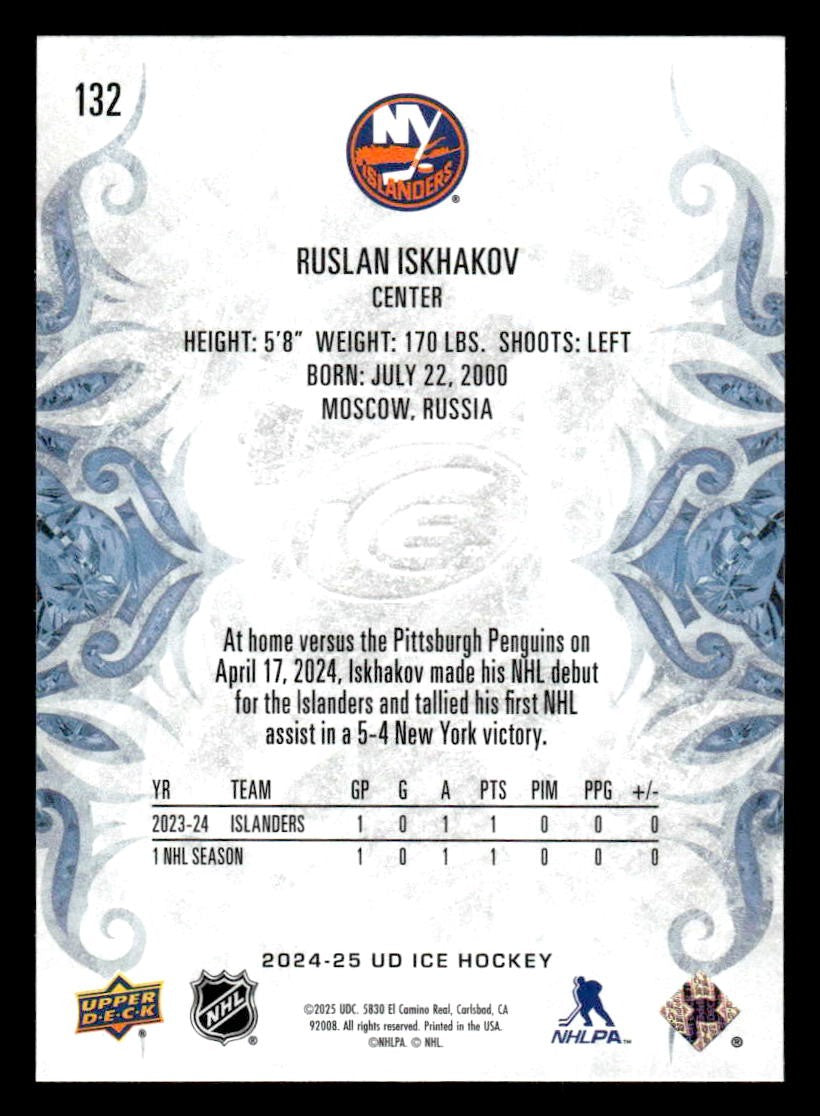 132
NY
ISLANDERS
®
RUSLAN ISKHAKOV
CENTER
HEIGHT: 5'8" WEIGHT: 170 LBS. SHOOTS: LEFT
BORN: JULY 22, 2000
MOSCOW, RUSSIA
ICE
At home versus the Pittsburgh Penguins on
April 17, 2024, Iskhakov made his NHL debut
for the Islanders and tallied his first NHL
assist in a 5-4 New York victory.
YR TEAM GP G A PTS PIM PPG +/-
2023-24 ISLANDERS 1 0 1 1 0 0 0
1 NHL SEASON 1 0 1 1 0 0 0
2024-25 UD ICE HOCKEY
UPPER
D·E·C·K
®
NHL
®
©2025 UDC. 5830 El Camino Real, Carlsbad, CA
92008. All rights reserved. Printed in the USA.
©NHLPA. © NHL.
NHLPA™
®